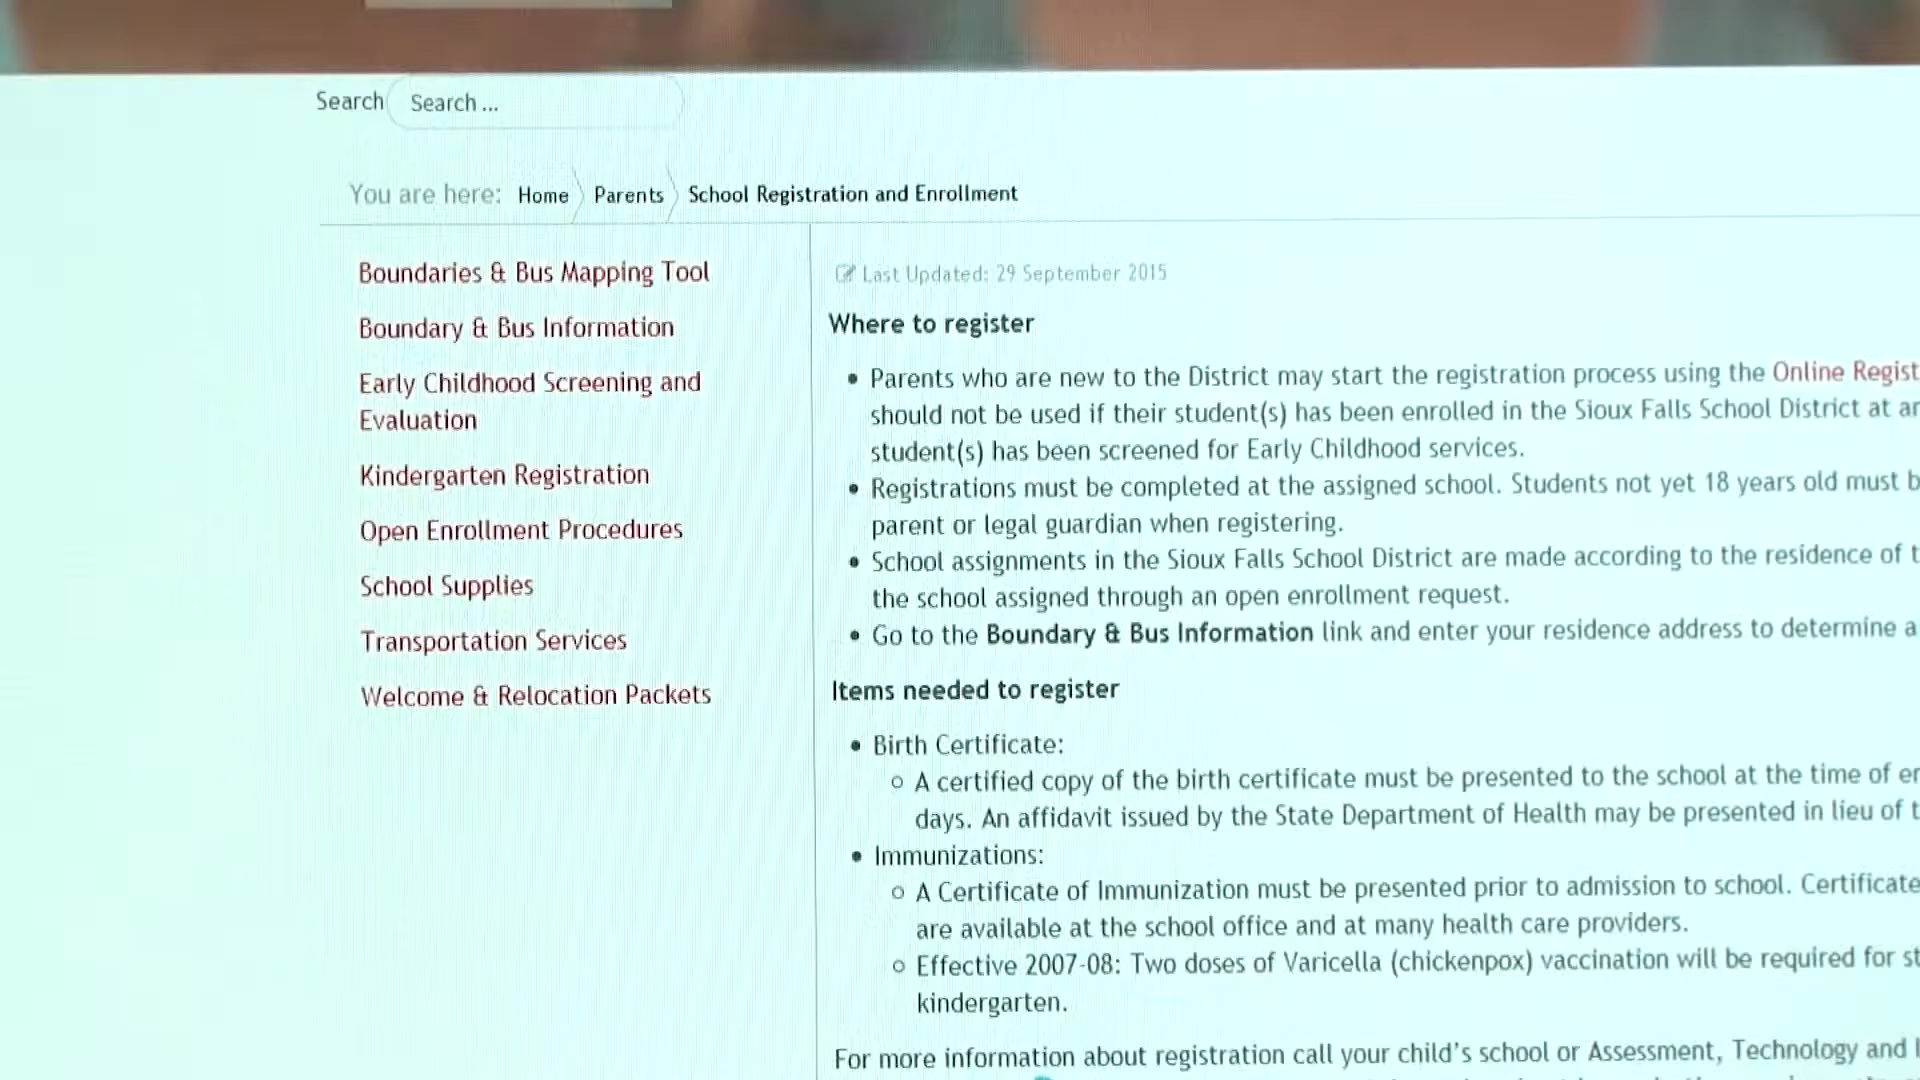 Search Search ...
You are here: Home Parents School Registration and Enrollment
Boundaries & Bus Mapping Tool
Boundary & Bus Information
Early Childhood Screening and
Evaluation
Kindergarten Registration
Open Enrollment Procedures
School Supplies
Transportation Services
Welcome & Relocation Packets
Last Updated: 29 September 2015
Where to register
• Parents who are new to the District may start the registration process using the Online Regist
should not be used if their student(s) has been enrolled in the Sioux Falls School District at
student(s) has been screened for Early Childhood services.
• Registrations must be completed at the assigned school. Students not yet 18 years old must b
parent or legal guardian when registering.
• School assignments in the Sioux Falls School District are made according to the residence of t
the school assigned through an open enrollment request.
• Go to the Boundary & Bus Information link and enter your residence address to determine a
Items needed to register
• Birth Certificate:
○ A certified copy of the birth certificate must be presented to the school at the time of
days. An affidavit issued by the State Department of Health may be presented in lieu of t
• Immunizations:
○ A Certificate of Immunization must be presented prior to admission to school. Certificate
are available at the school office and at many health care providers.
○ Effective 2007-08: Two doses of Varicella (chickenpox) vaccination will be required for st
kindergarten.
For more information about registration call your child's school or Assessment, Technology and